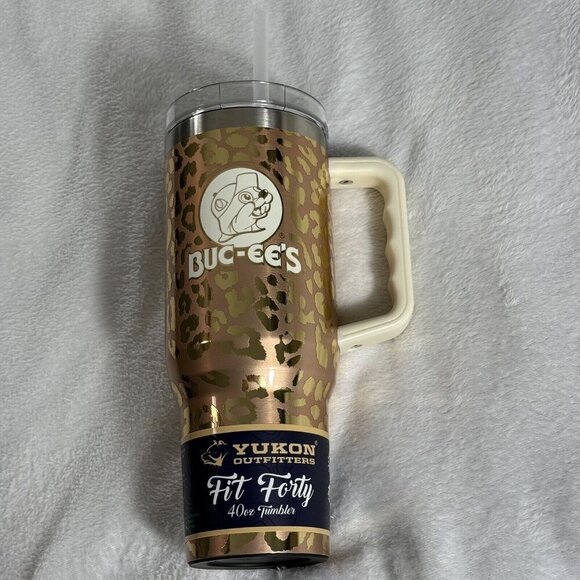 BUC-EE'S
®
YUKON®
OUTFITTERS
Fit Forty
40oz Tumbler